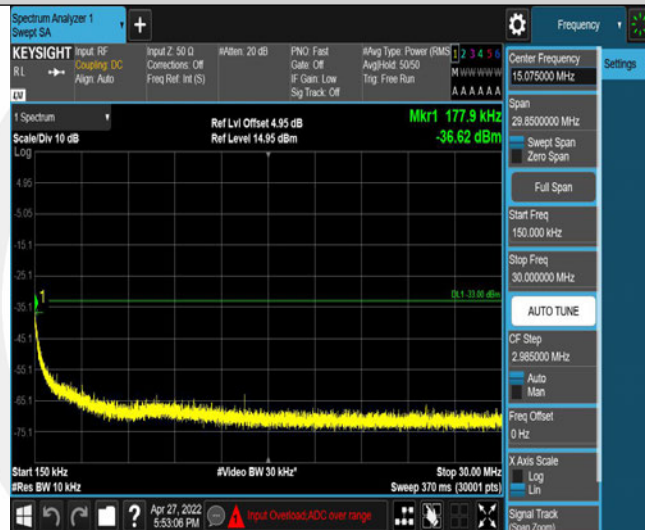 Spectrum Analyzer 1
Swept SA
Frequency
KEYSIGHT Input: RF
RL
Coupling: DC
Align: Auto
LXI
Input Z: 50 Ω
Corrections: Off
Freq Ref: Int (S)
#Atten: 20 dB
PNO: Fast
Gate: Off
IF Gain: Low
Sig Track: Off
#Avg Type: Power (RMS
Avg|Hold: 50/50
Trig: Free Run
1 2 3 4 5 6
M W W W W W
A A A A A A
Center Frequency
15.075000 MHz
Settings
Span
29.8500000 MHz
Swept Span
Zero Span
Full Span
Start Freq
150.000 kHz
Stop Freq
30.000000 MHz
AUTO TUNE
CF Step
2.985000 MHz
Auto
Man
Freq Offset
0 Hz
X Axis Scale
Log
Lin
Signal Track
(Span Zoom)
1 Spectrum
Scale/Div 10 dB
Log
Ref Lvl Offset 4.95 dB
Ref Level 14.95 dBm
Mkr1 177.9 kHz
-36.62 dBm
4.95
-5.05
-15.1
-25.1
-35.1
-45.1
-55.1
-65.1
-75.1
1
DL1 -33.00 dBm
Start 150 kHz
#Res BW 10 kHz
#Video BW 30 kHz*
Stop 30.00 MHz
Sweep 370 ms (30001 pts)
?
Apr 27, 2022
5:53:06 PM
Input Overload;ADC over range